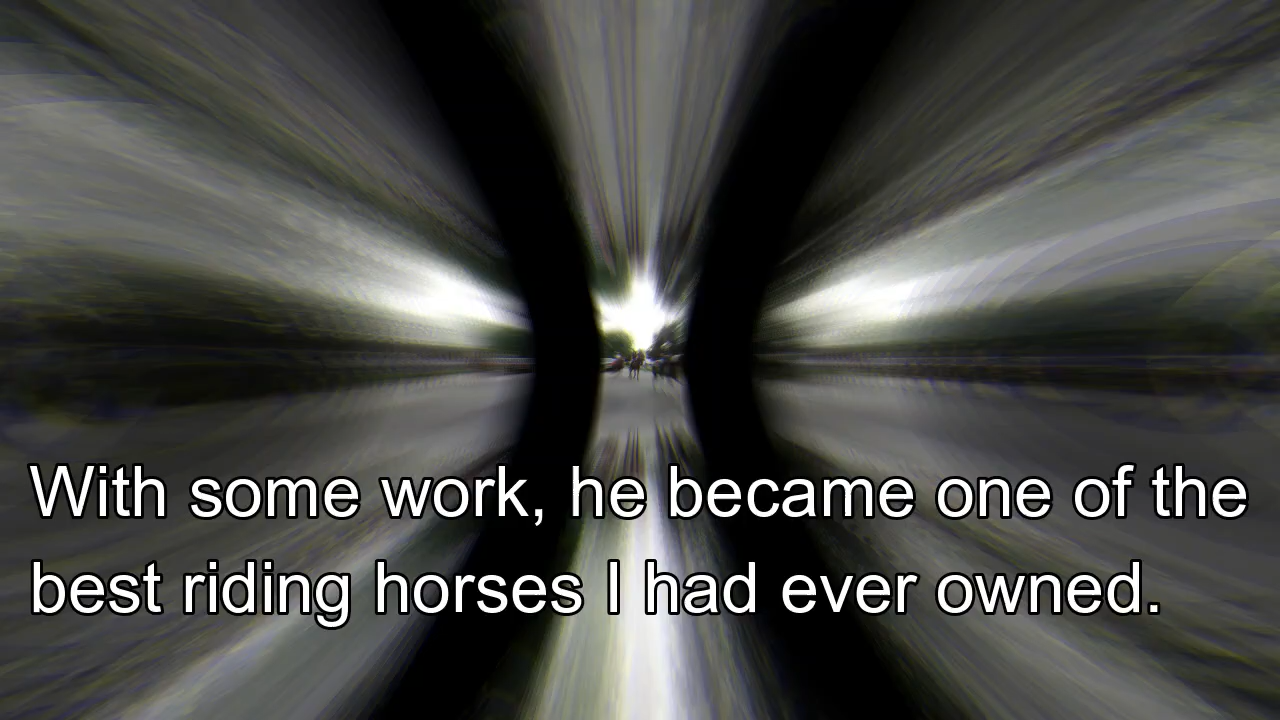 With some work, he became one of the
best riding horses I had ever owned.